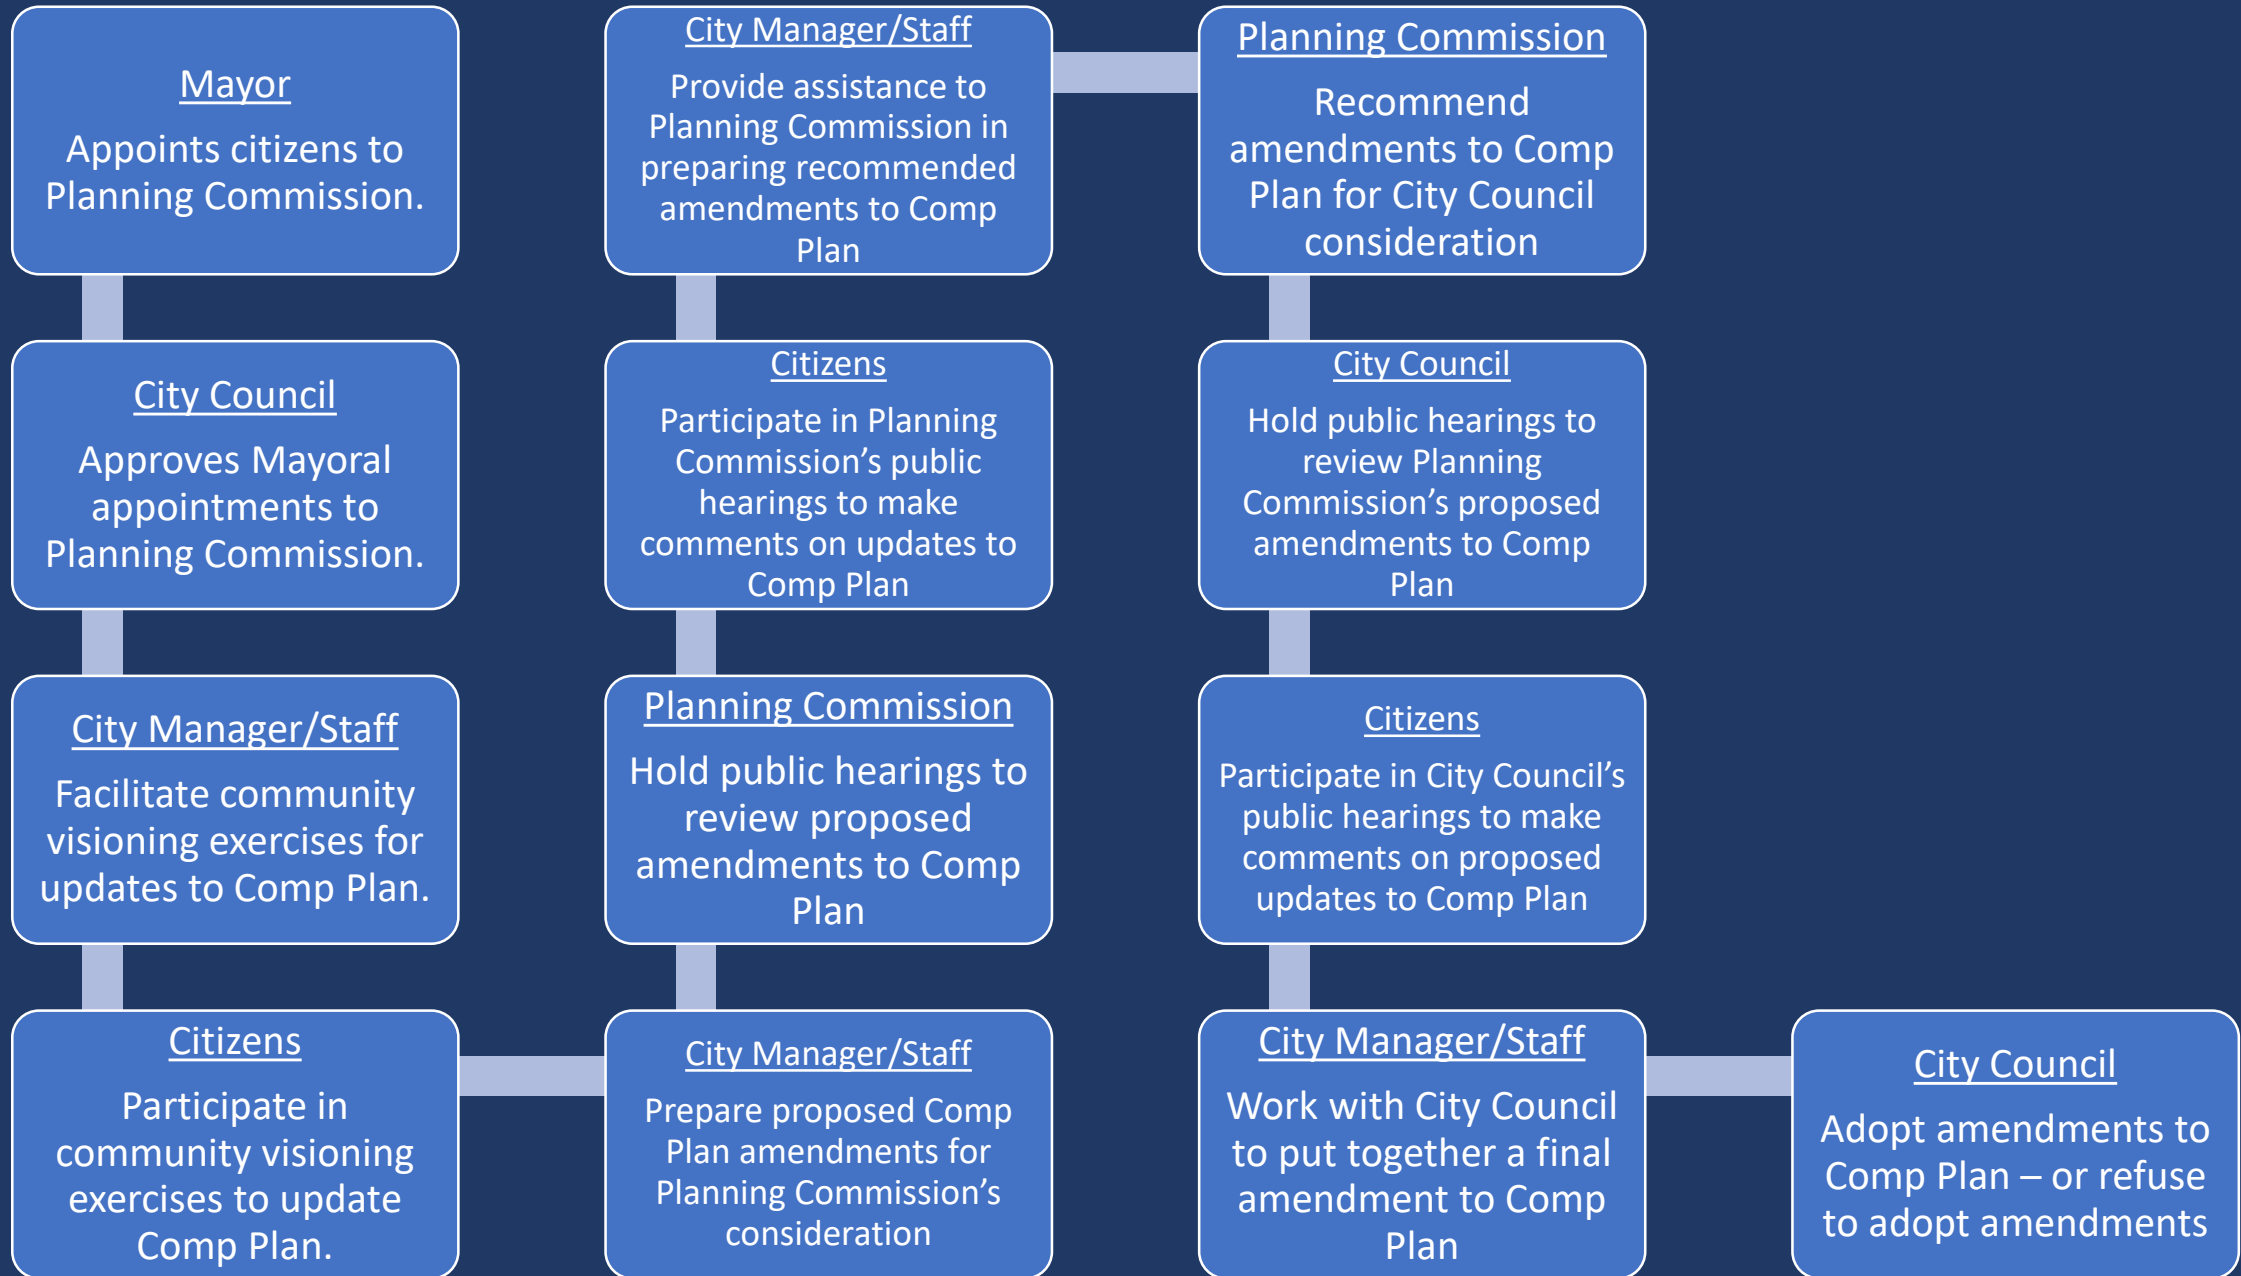 Mayor
Appoints citizens to
Planning Commission.
City Council
Approves Mayoral
appointments to
Planning Commission.
City Manager/Staff
Facilitate community
visioning exercises for
updates to Comp Plan.
Citizens
Participate in
community visioning
exercises to update
Comp Plan.
City Manager/Staff
Prepare proposed Comp
Plan amendments for
Planning Commission’s
consideration
Planning Commission
Hold public hearings to
review proposed
amendments to Comp
Plan
Citizens
Participate in Planning
Commission’s public
hearings to make
comments on updates to
Comp Plan
City Manager/Staff
Provide assistance to
Planning Commission in
preparing recommended
amendments to Comp
Plan
Planning Commission
Recommend
amendments to Comp
Plan for City Council
consideration
City Council
Hold public hearings to
review Planning
Commission’s proposed
amendments to Comp
Plan
Citizens
Participate in City Council’s
public hearings to make
comments on proposed
updates to Comp Plan
City Manager/Staff
Work with City Council
to put together a final
amendment to Comp
Plan
City Council
Adopt amendments to
Comp Plan – or refuse
to adopt amendments